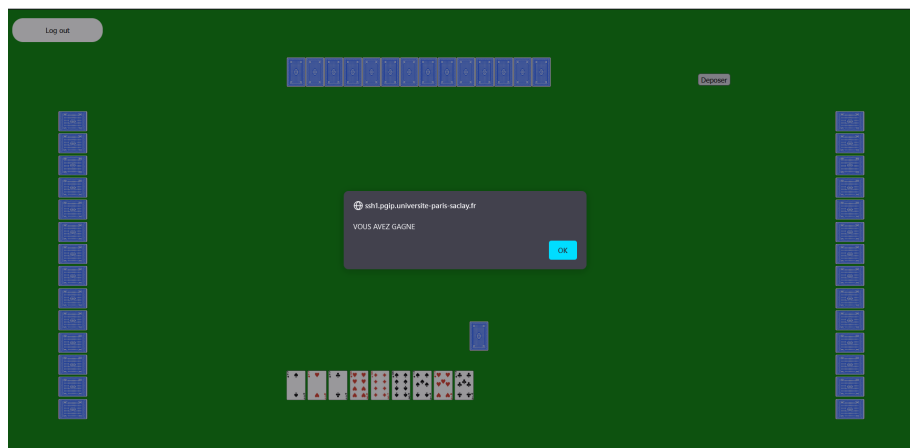 Log out
Deposer
ssh1.pgip.universite-paris-saclay.fr
VOUS AVEZ GAGNE
OK